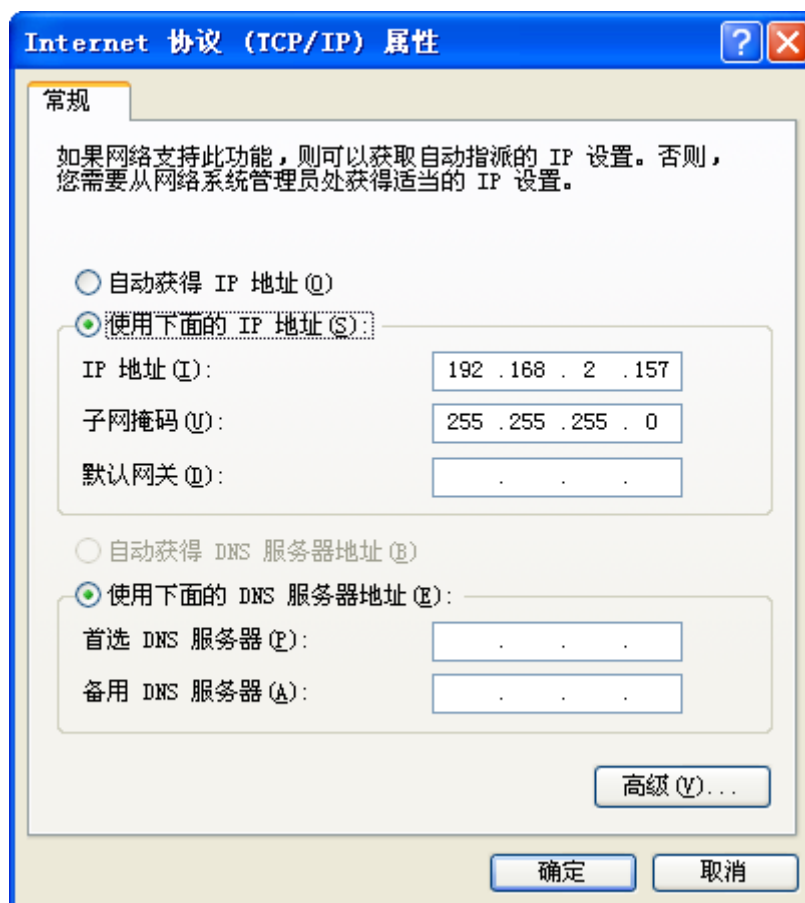 Internet 协议 (TCP/IP) 属性
常规
如果网络支持此功能，则可以获取自动指派的 IP 设置。否则，
您需要从网络系统管理员处获得适当的 IP 设置。
自动获得 IP 地址(O)
使用下面的 IP 地址(S):
IP 地址(I): 192 .168 . 2 .157
子网掩码(U): 255 .255 .255 . 0
默认网关(D): . . .
自动获得 DNS 服务器地址(B)
使用下面的 DNS 服务器地址(E):
首选 DNS 服务器(P): . . .
备用 DNS 服务器(A): . . .
高级(V)...
确定 取消